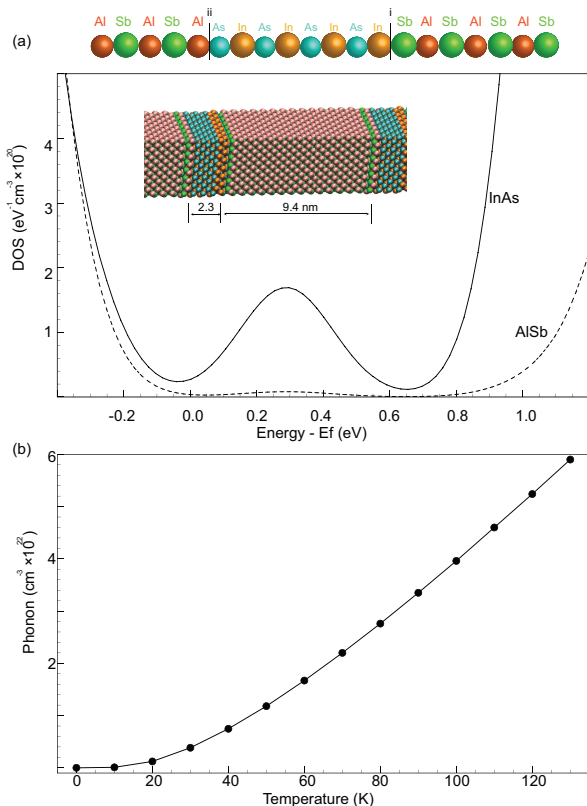 Al Sb Al Sb Al ii As In As In As In As In i Sb Al Sb Al Sb Al Sb
(a)
4
3
2
1
DOS (eV⁻¹ cm⁻³ ×10²⁰)
2.3
9.4 nm
InAs
AlSb
-0.2 0.0 0.2 0.4 0.6 0.8 1.0
Energy - Ef (eV)
(b)
6
4
2
Phonon (cm⁻³ ×10²²)
0 20 40 60 80 100 120
Temperature (K)